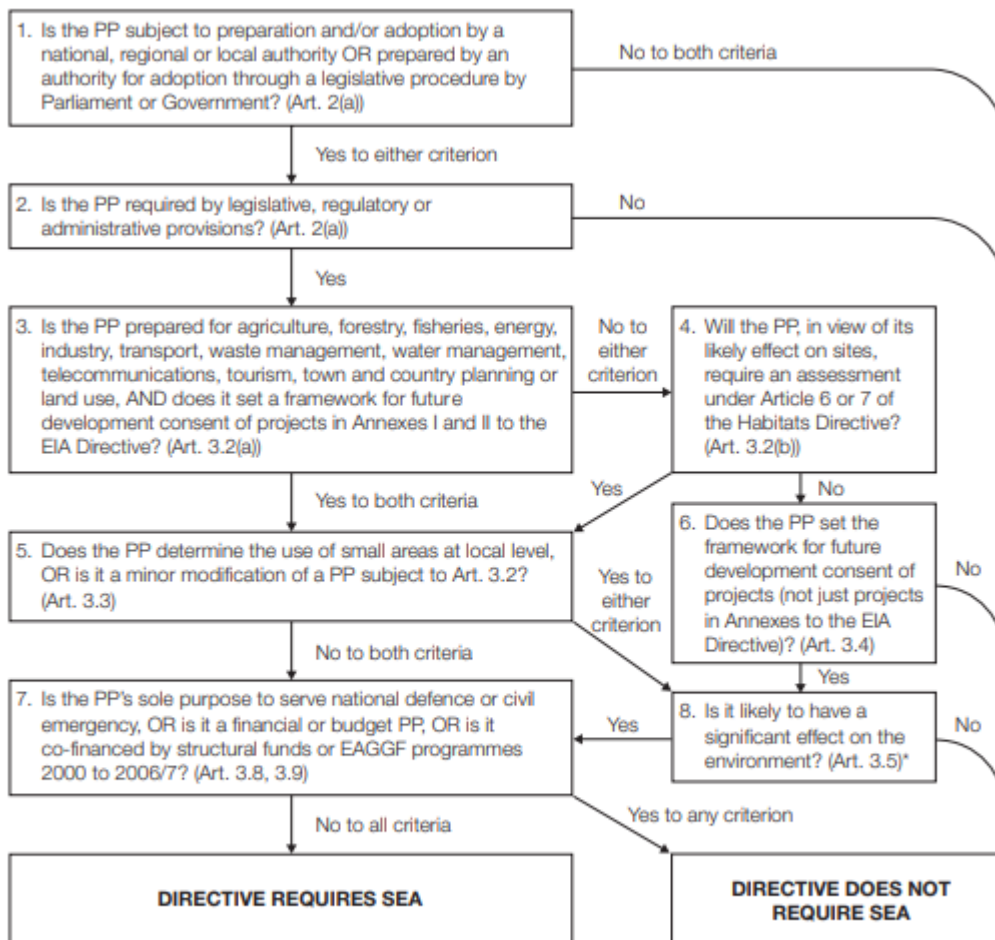 1. Is the PP subject to preparation and/or adoption by a
national, regional or local authority OR prepared by an
authority for adoption through a legislative procedure by
Parliament or Government? (Art. 2(a))
No to both criteria
Yes to either criterion
2. Is the PP required by legislative, regulatory or
administrative provisions? (Art. 2(a))
No
Yes
3. Is the PP prepared for agriculture, forestry, fisheries, energy,
industry, transport, waste management, water management,
telecommunications, tourism, town and country planning or
land use, AND does it set a framework for future
development consent of projects in Annexes I and II to the
EIA Directive? (Art. 3.2(a))
No to
either
criterion
4. Will the PP, in view of its
likely effect on sites,
require an assessment
under Article 6 or 7 of
the Habitats Directive?
(Art. 3.2(b))
Yes to both criteria
Yes
No
5. Does the PP determine the use of small areas at local level,
OR is it a minor modification of a PP subject to Art. 3.2?
(Art. 3.3)
Yes to
either
criterion
6. Does the PP set the
framework for future
development consent of
projects (not just projects
in Annexes to the EIA
Directive)? (Art. 3.4)
No
No to both criteria
Yes
7. Is the PP's sole purpose to serve national defence or civil
emergency, OR is it a financial or budget PP, OR is it
co-financed by structural funds or EAGGF programmes
2000 to 2006/7? (Art. 3.8, 3.9)
Yes
8. Is it likely to have a
significant effect on the
environment? (Art. 3.5)*
No
No to all criteria
Yes to any criterion
DIRECTIVE REQUIRES SEA
DIRECTIVE DOES NOT
REQUIRE SEA